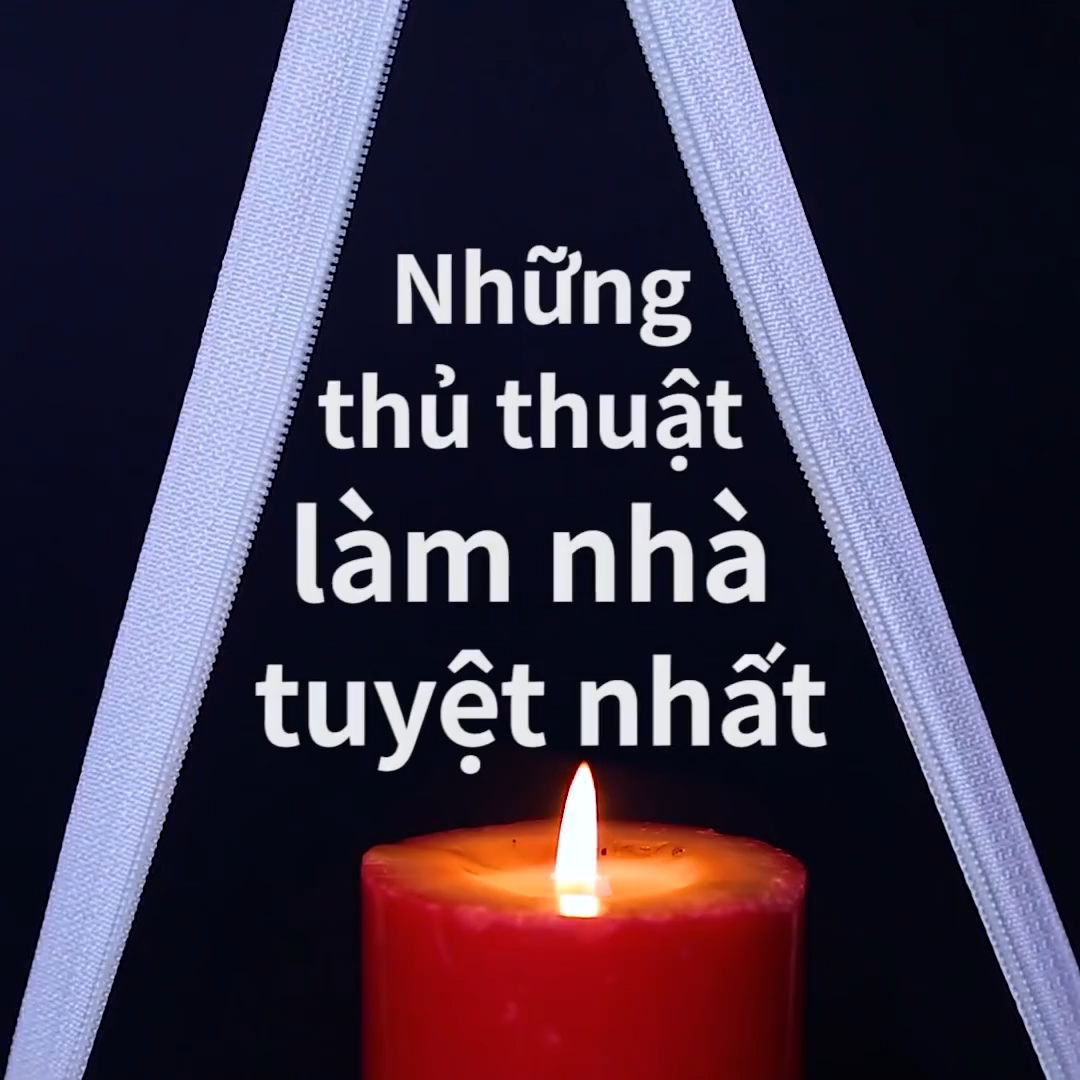 Những
thủ thuật
làm nhà
tuyệt nhất